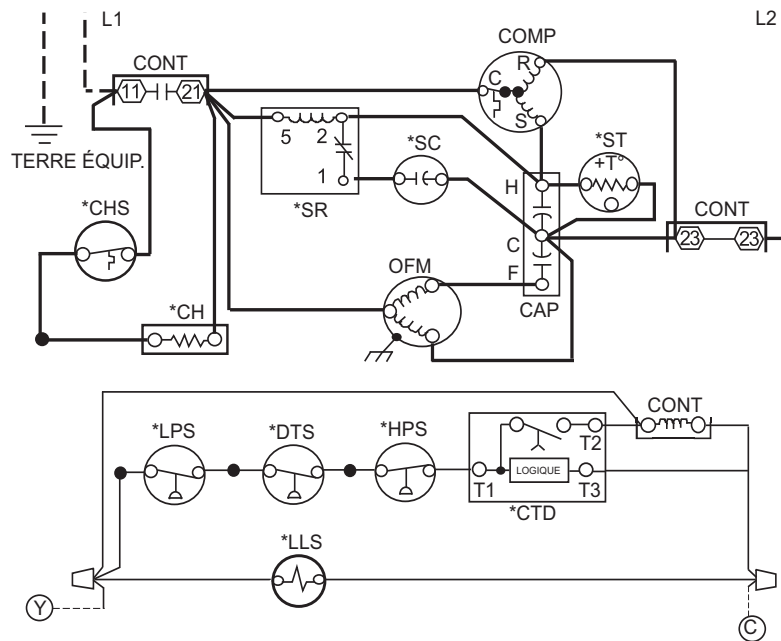 L1
L2
CONT
COMP
11
21
C
R
S
TERRE ÉQUIP.
5
2
1
*SR
*SC
*ST
+T°
H
C
F
CAP
CONT
23
23
*CHS
*CH
OFM
*LPS
*DTS
*HPS
CONT
T2
LOGIQUE
T1
T3
*CTD
*LLS
Y
C